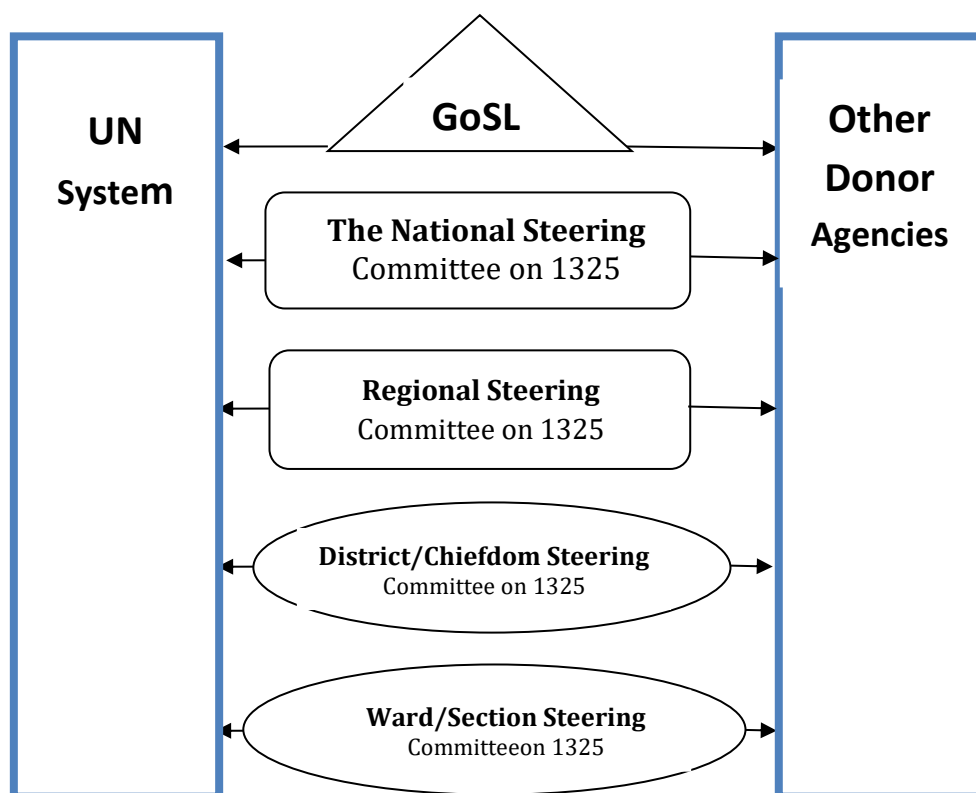 UN
System
GoSL
Other
Donor
Agencies
The National Steering
Committee on 1325
Regional Steering
Committee on 1325
District/Chiefdom Steering
Committee on 1325
Ward/Section Steering
Committeeon 1325